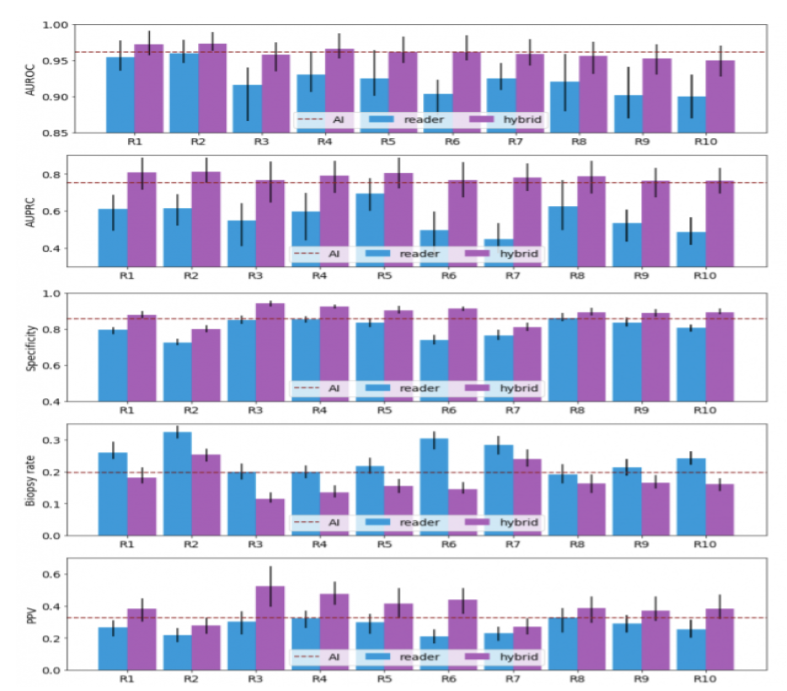 1.00
0.95
0.90
0.85
AUROC
AI reader hybrid
R1 R2 R3 R4 R5 R6 R7 R8 R9 R10
0.8
0.6
0.4
AUPRC
AI reader hybrid
R1 R2 R3 R4 R5 R6 R7 R8 R9 R10
1.0
0.8
0.6
0.4
Specificity
AI reader hybrid
R1 R2 R3 R4 R5 R6 R7 R8 R9 R10
0.3
0.2
0.1
0.0
Biopsy rate
AI reader hybrid
R1 R2 R3 R4 R5 R6 R7 R8 R9 R10
0.6
0.4
0.2
0.0
PPV
AI reader hybrid
R1 R2 R3 R4 R5 R6 R7 R8 R9 R10